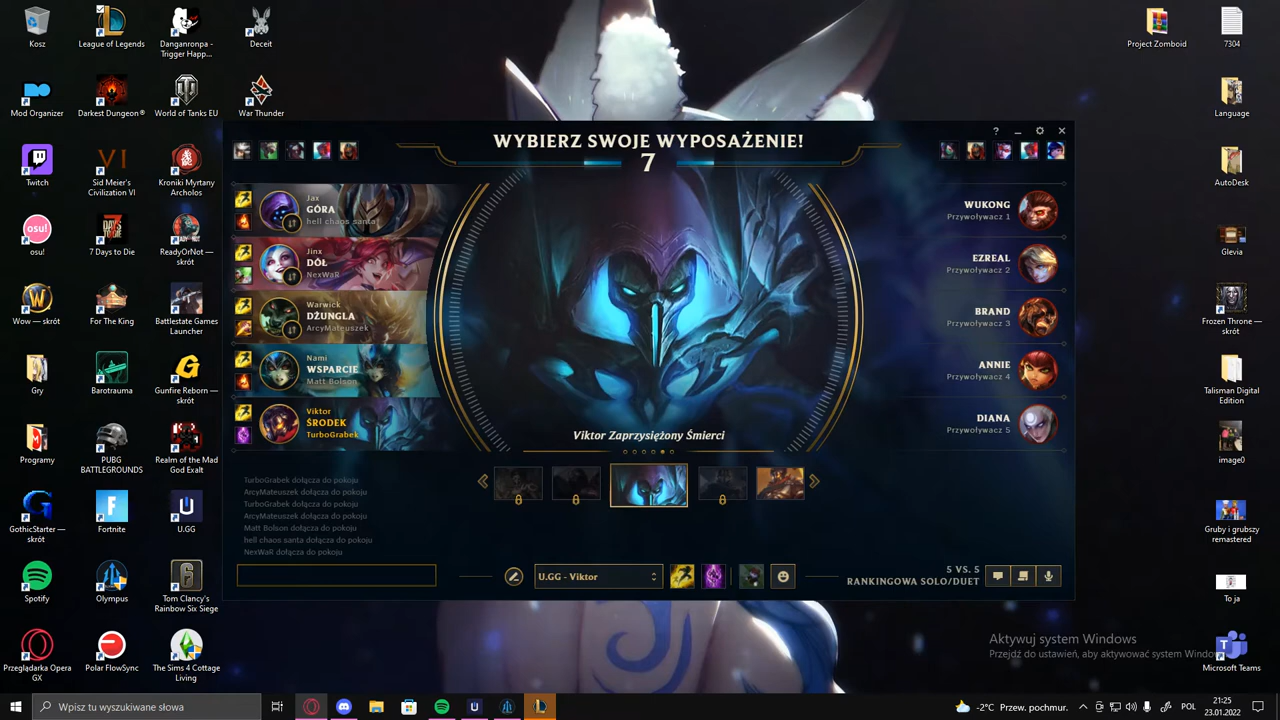 Kosz
League of Legends
Danganronpa -
Trigger Happ...
Deceit
Mod Organizer
Darkest Dungeon®
World of Tanks EU
War Thunder
Twitch
VI
Sid Meier's
Civilization VI
Kroniki Myrtany
Archolos
osu!
osu!
7 DAYS TO DIE
7 Days to Die
ReadyOrNot —
skrót
Wow — skrót
For The King
Battlestate Games
Launcher
Gry
Barotrauma
Gunfire Reborn —
skrót
Programy
PUBG
BATTLEGROUNDS
Realm of the Mad
God Exalt
GothicStarter —
skrót
Fortnite
U.GG
Spotify
Olympus
Tom Clancy's
Rainbow Six Siege
Przeglądarka Opera
GX
Polar FlowSync
The Sims 4 Cottage
Living
WYBIERZ SWOJE WYPOSAŻENIE!
7
Jax
GÓRA
hell chaos santa
Jinx
DÓŁ
NexWaR
Warwick
DŻUNGLA
ArcyMateuszek
Nami
WSPARCIE
Matt Bolson
Viktor
ŚRODEK
TurboGrabek
WUKONG
Przywoływacz 1
EZREAL
Przywoływacz 2
BRAND
Przywoływacz 3
ANNIE
Przywoływacz 4
DIANA
Przywoływacz 5
Viktor Zaprzysiężony Śmierci
TurboGrabek dołącza do pokoju
ArcyMateuszek dołącza do pokoju
TurboGrabek dołącza do pokoju
ArcyMateuszek dołącza do pokoju
Matt Bolson dołącza do pokoju
hell chaos santa dołącza do pokoju
NexWaR dołącza do pokoju
U.GG - Viktor
5 VS. 5
RANKINGOWA SOLO/DUET
Project Zomboid
7304
Language
AutoDesk
Glevia
Frozen Throne —
skrót
Talisman Digital
Edition
image0
Gruby i grubszy
remastered
To ja
Microsoft Teams
Aktywuj system Windows
Przejdź do ustawień, aby aktywować system Windo
Wpisz tu wyszukiwane słowa
-2°C Przew. pochmur.
POL
21:25
23.01.2022